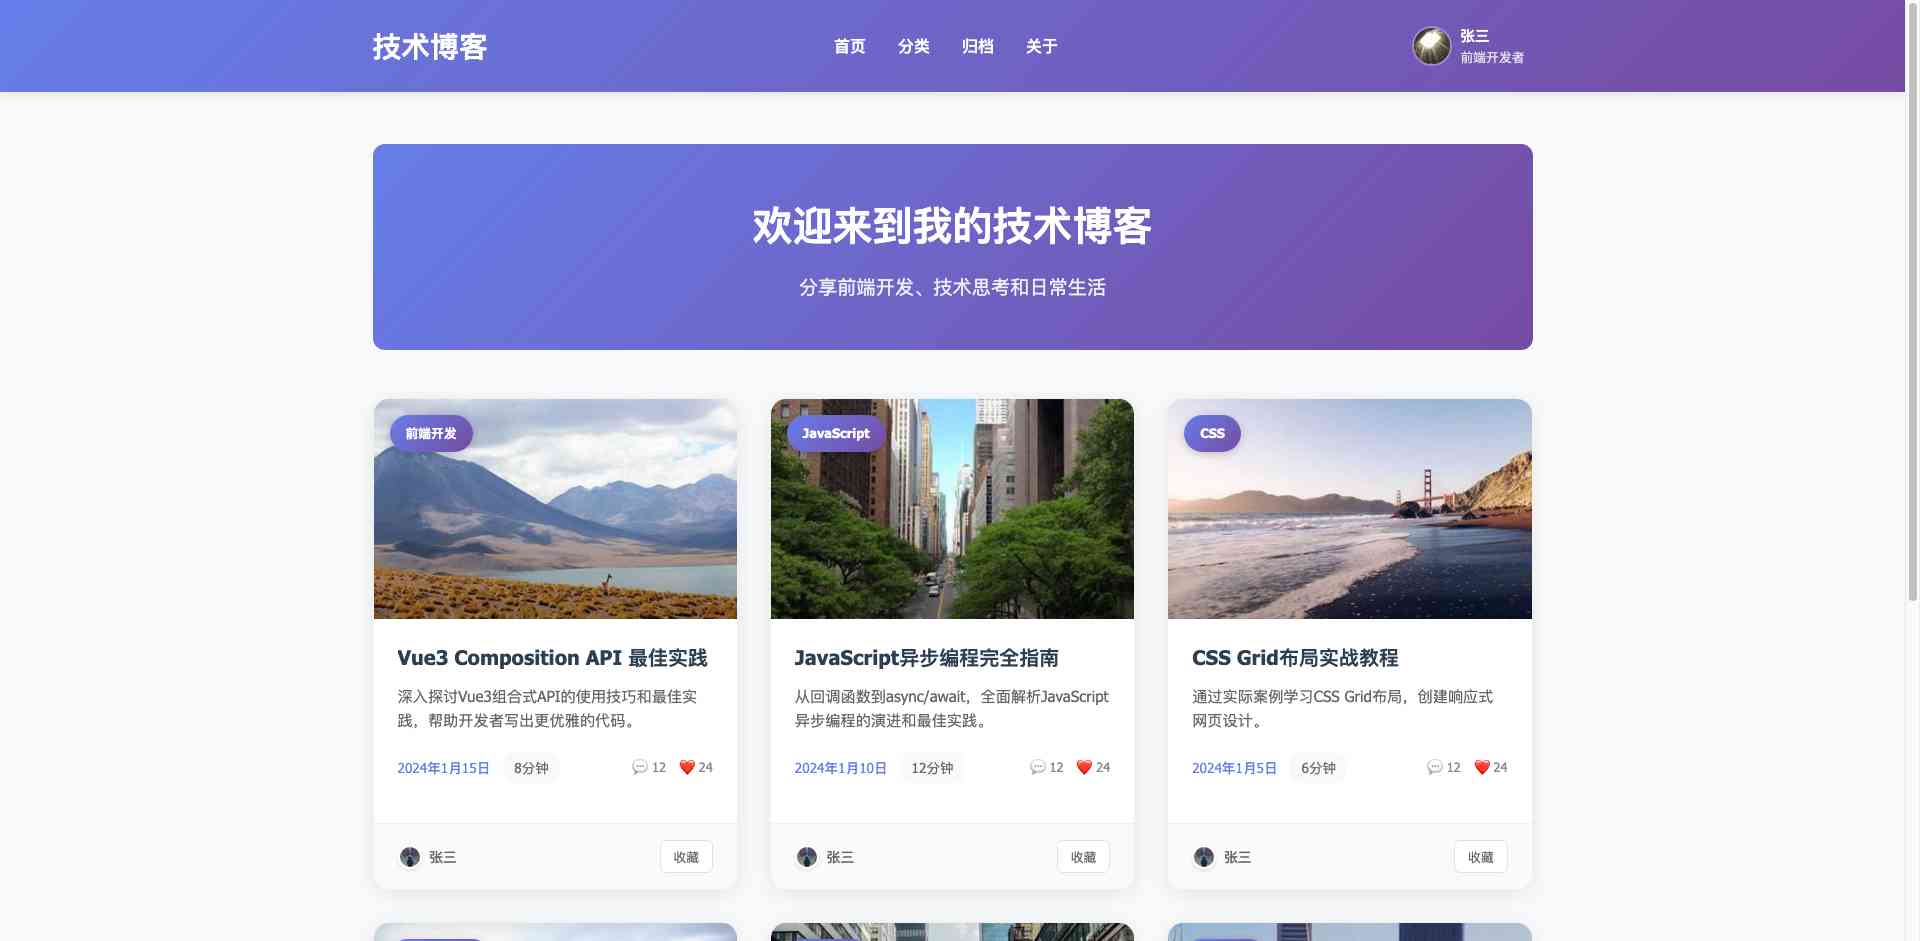 技术博客
首页 分类 归档 关于
张三
前端开发者
欢迎来到我的技术博客
分享前端开发、技术思考和日常生活
前端开发
Vue3 Composition API 最佳实践
深入探讨Vue3组合式API的使用技巧和最佳实
践，帮助开发者写出更优雅的代码。
2024年1月15日 8分钟 12 24
张三 收藏
JavaScript
JavaScript异步编程完全指南
从回调函数到async/await，全面解析JavaScript
异步编程的演进和最佳实践。
2024年1月10日 12分钟 12 24
张三 收藏
CSS
CSS Grid布局实战教程
通过实际案例学习CSS Grid布局，创建响应式
网页设计。
2024年1月5日 6分钟 12 24
张三 收藏